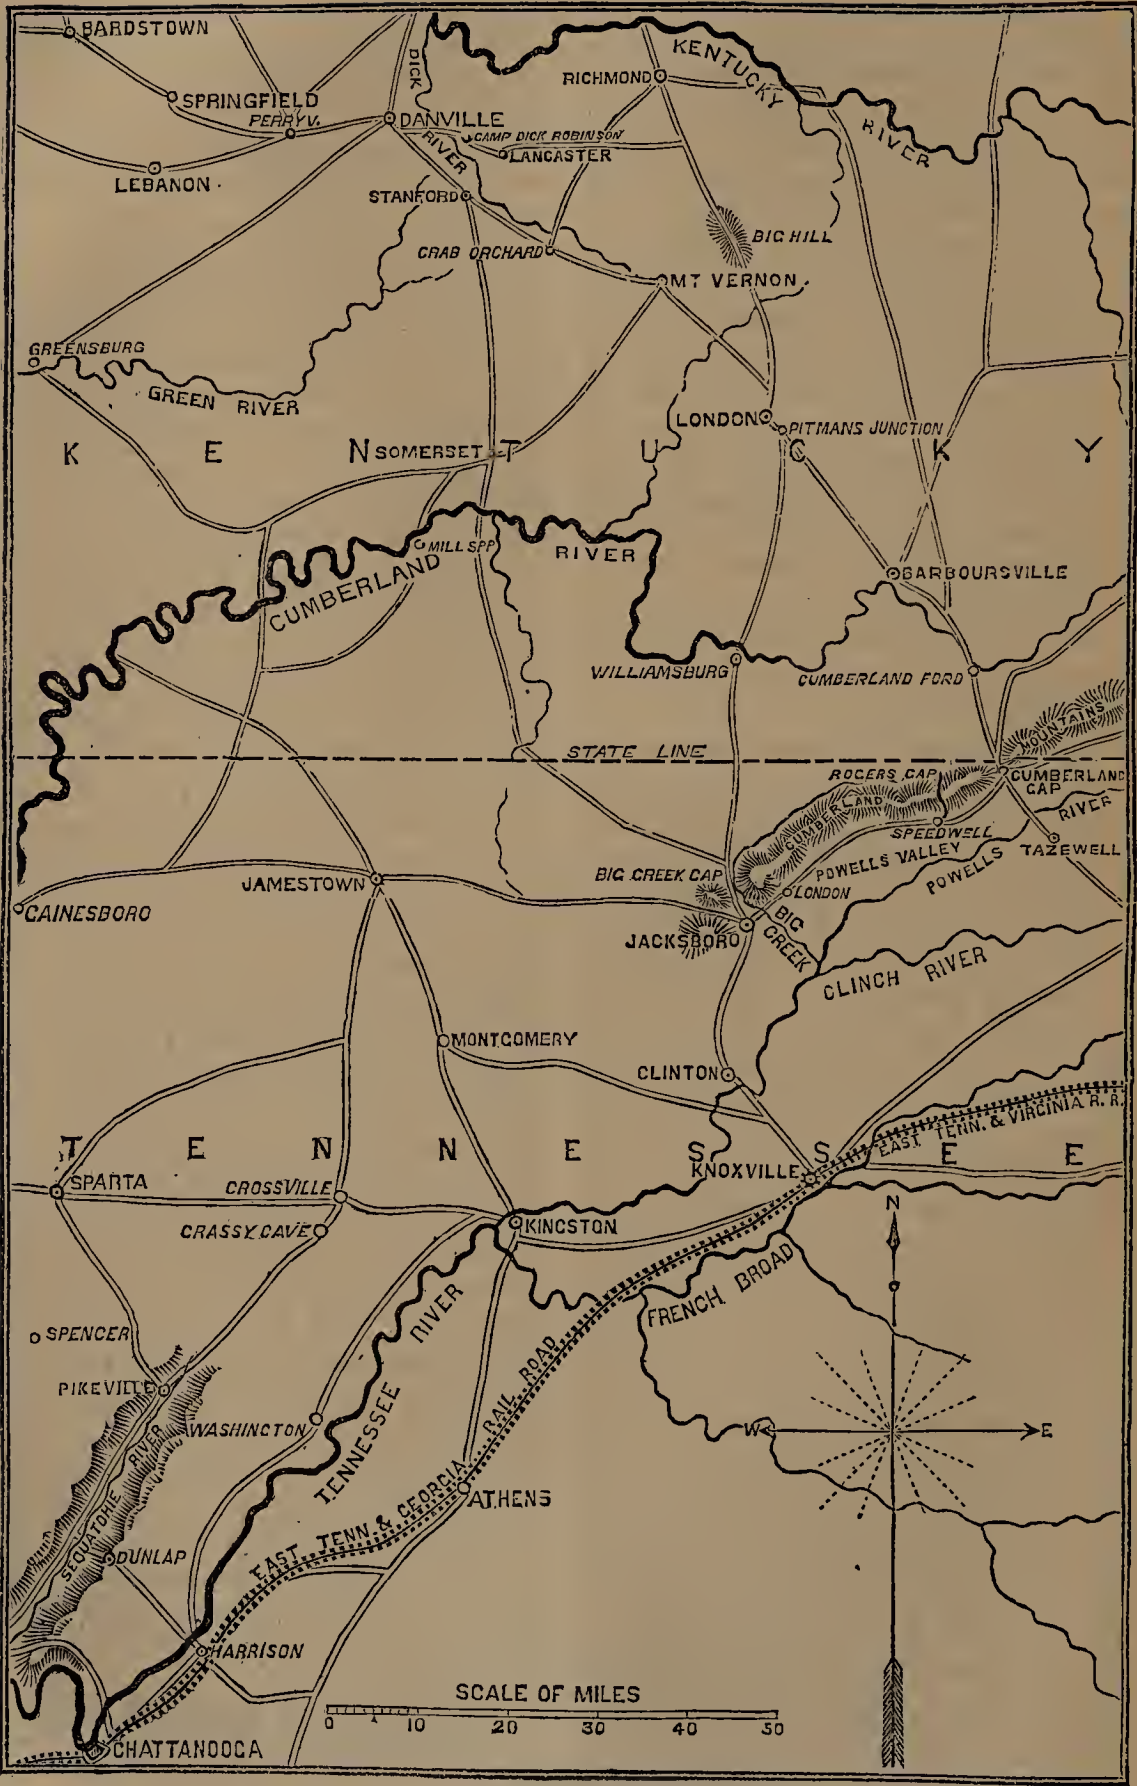 BARDSTOWN
SPRINGFIELD
PERRYV.
DANVILLE
DICK
RIVER
CAMP DICK ROBINSON
LANCASTER
RICHMOND
KENTUCKY
RIVER
LEBANON
STANFORD
CRAB ORCHARD
BIG HILL
MT VERNON
GREENSBURG
GREEN RIVER
LONDON
PITMANS JUNCTION
K E N T U C K Y
SOMERSET
MILL SPP
CUMBERLAND
RIVER
BARBOURSVILLE
WILLIAMSBURG
CUMBERLAND FORD
MOUNTAINS
STATE LINE
ROGERS GAP
CUMBERLAND
GAP
CUMBERLAND
RIVER
SPEEDWELL
TAZEWELL
POWELLS VALLEY
POWELLS
BIG CREEK GAP
LONDON
JAMESTOWN
GAINESBORO
BIG
CREEK
JACKSBORO
CLINCH RIVER
MONTGOMERY
CLINTON
EAST TENN. & VIRGINIA R.R.
T E N N E S S E E
KNOXVILLE
SPARTA
CROSSVILLE
GRASSY CAVE
KINGSTON
N
FRENCH BROAD
RIVER
SPENCER
PIKEVILLE
RAIL ROAD
WASHINGTON
W
E
TENNESSEE
SEQUATCHIE
RIVER
ATHENS
EAST TENN. & GEORGIA
DUNLAP
HARRISON
SCALE OF MILES
0 10 20 30 40 50
CHATTANOOGA